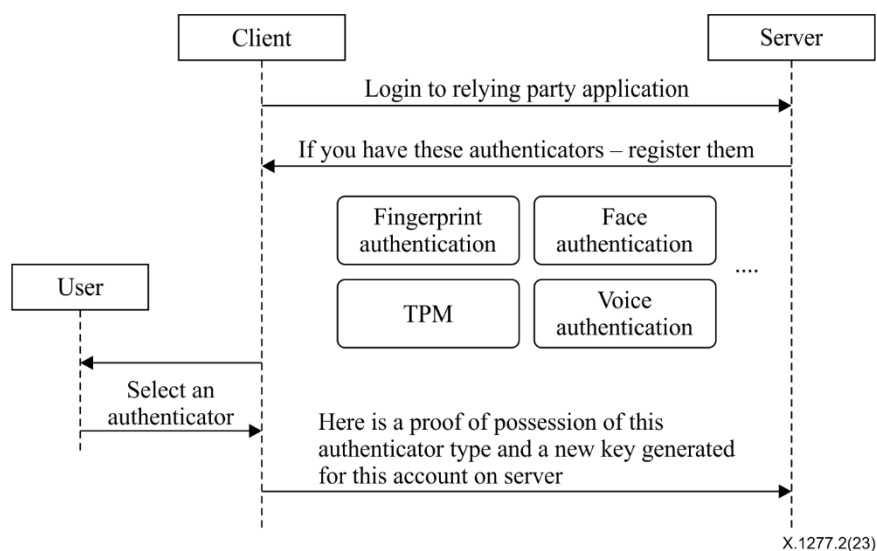 Client
Server
Login to relying party application
If you have these authenticators – register them
Fingerprint
authentication
Face
authentication
....
User
TPM
Voice
authentication
Select an
authenticator
Here is a proof of possession of this
authenticator type and a new key generated
for this account on server
X.1277.2(23)